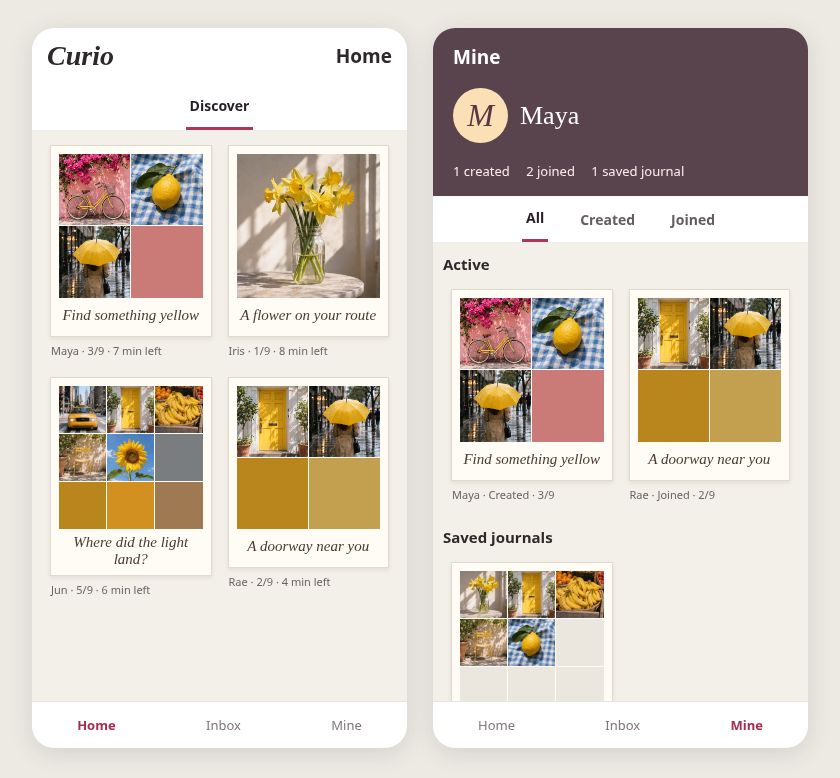 Curio
Home
Discover
Find something yellow
Maya · 3/9 · 7 min left
A flower on your route
Iris · 1/9 · 8 min left
Where did the light
land?
Jun · 5/9 · 6 min left
A doorway near you
Rae · 2/9 · 4 min left
Home
Inbox
Mine
Mine
M
Maya
1 created
2 joined
1 saved journal
All
Created
Joined
Active
Find something yellow
Maya · Created · 3/9
A doorway near you
Rae · Joined · 2/9
Saved journals
Home
Inbox
Mine